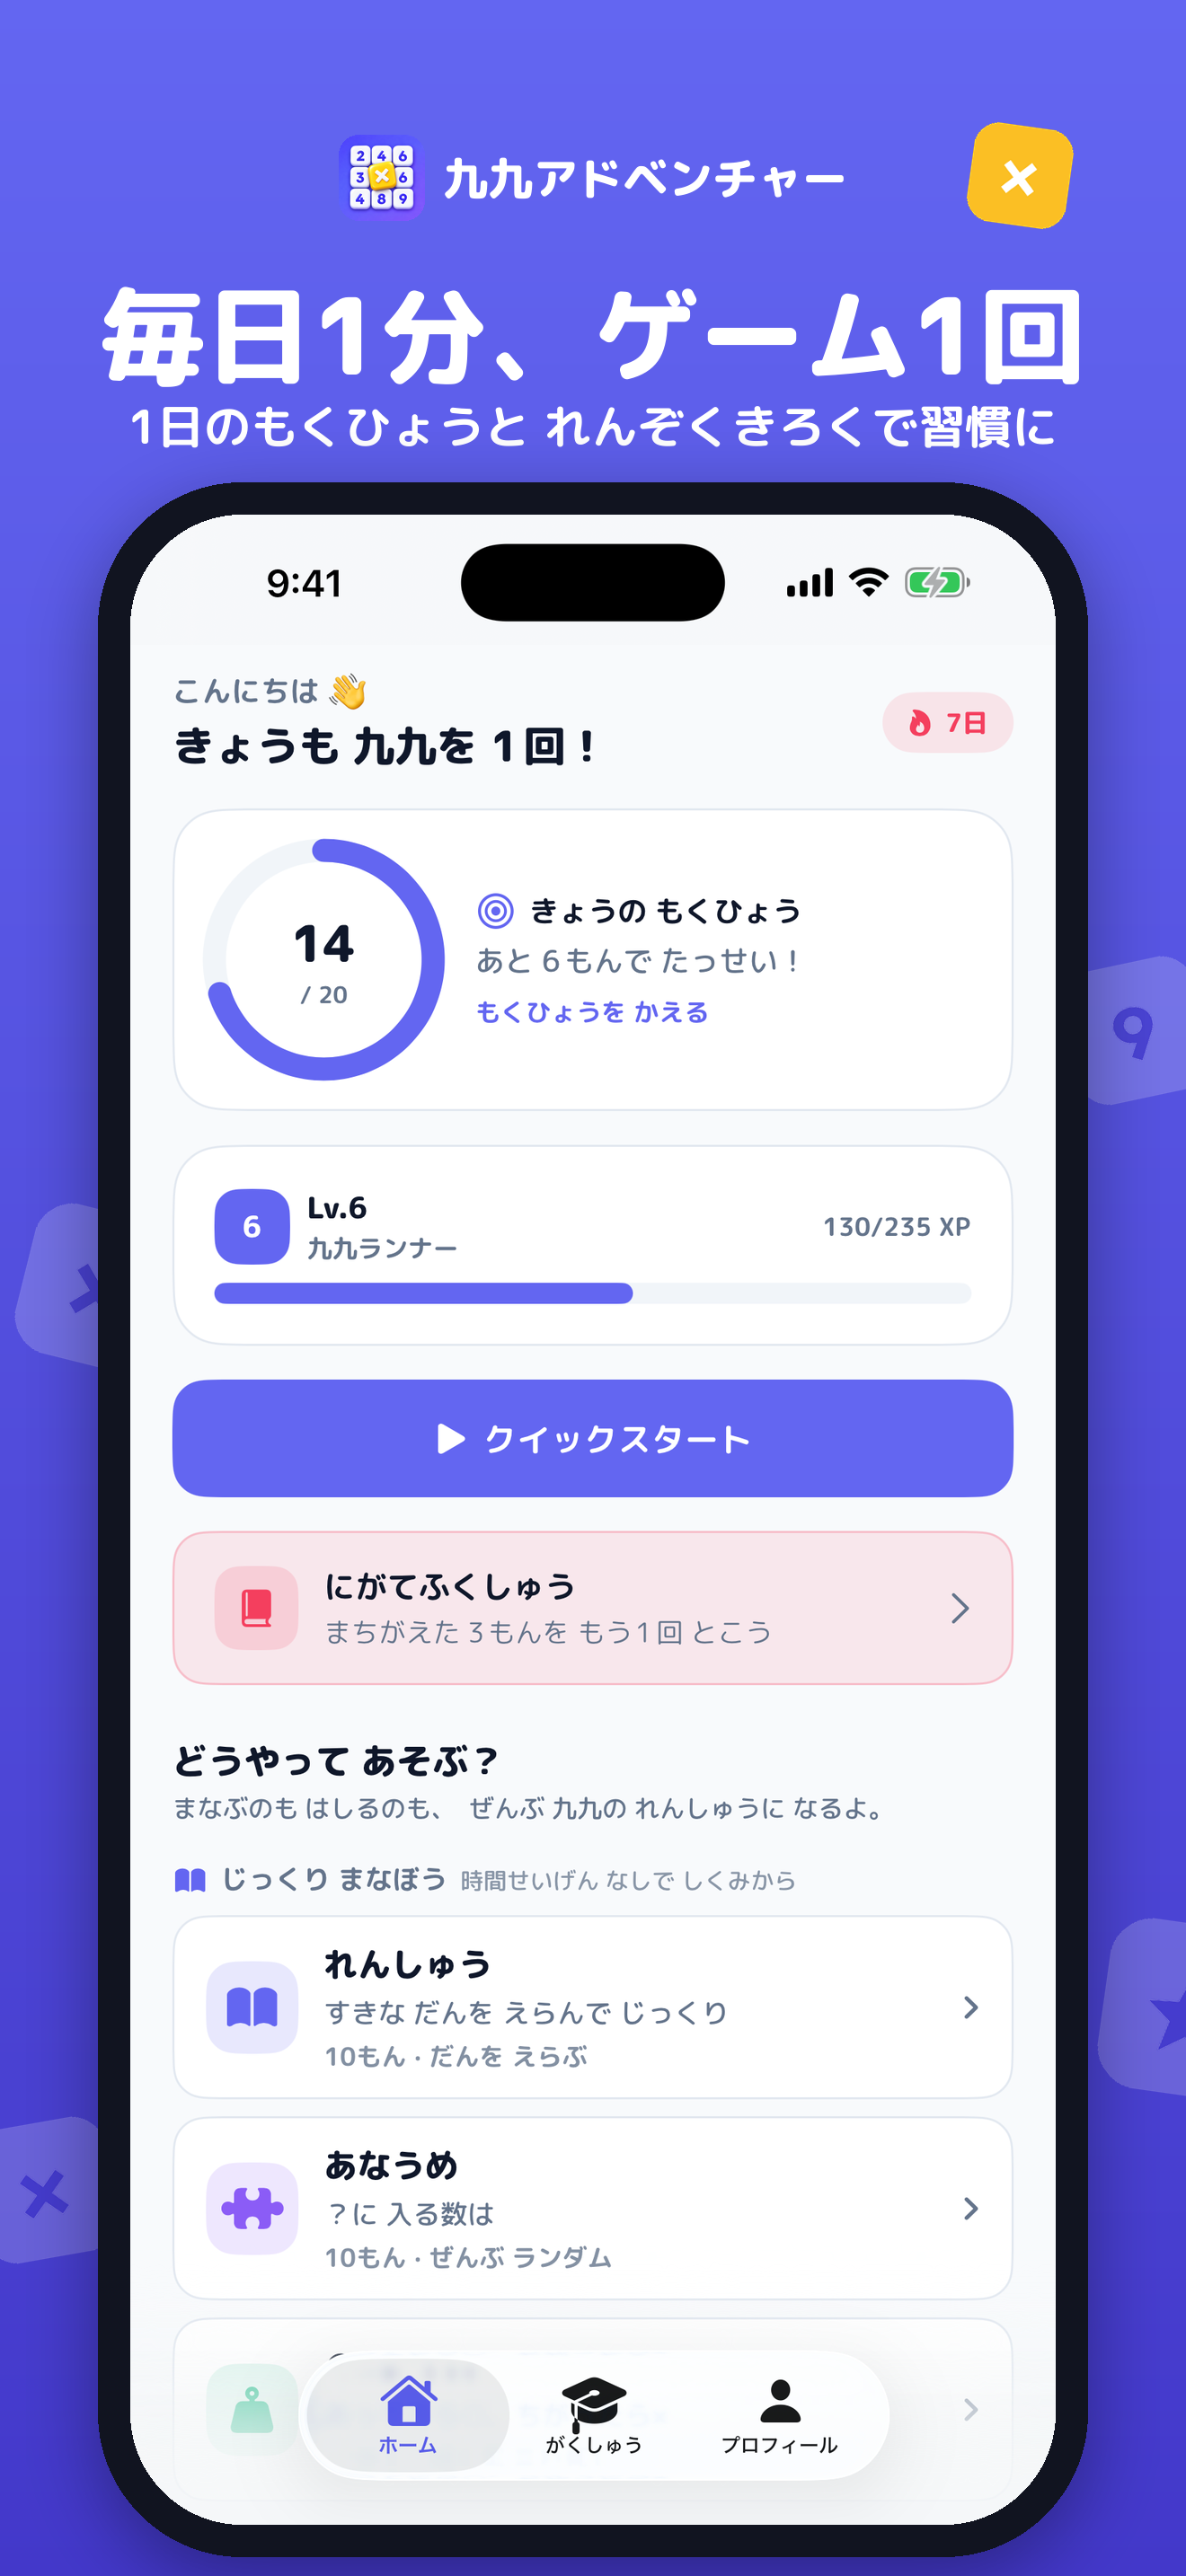 2 4 6
3 × 6
4 8 9
九九アドベンチャー
×
毎日1分、ゲーム1回
1日のもくひょうと れんぞくきろくで習慣に
9:41
こんにちは 👋
きょうも 九九を 1回！
7日
14
/ 20
きょうの もくひょう
あと 6もんで たっせい！
もくひょうを かえる
9
6
Lv.6
九九ランナー
130/235 XP
クイックスタート
にがてふくしゅう
まちがえた 3もんを もう1回 とこう
どうやって あそぶ？
まなぶのも はしるのも、 ぜんぶ 九九の れんしゅうに なるよ。
じっくり まなぼう 時間せいげん なしで しくみから
れんしゅう
すきな だんを えらんで じっくり
10もん · だんを えらぶ
×
あなうめ
？に 入る数は
10もん · ぜんぶ ランダム
ホーム
がくしゅう
プロフィール